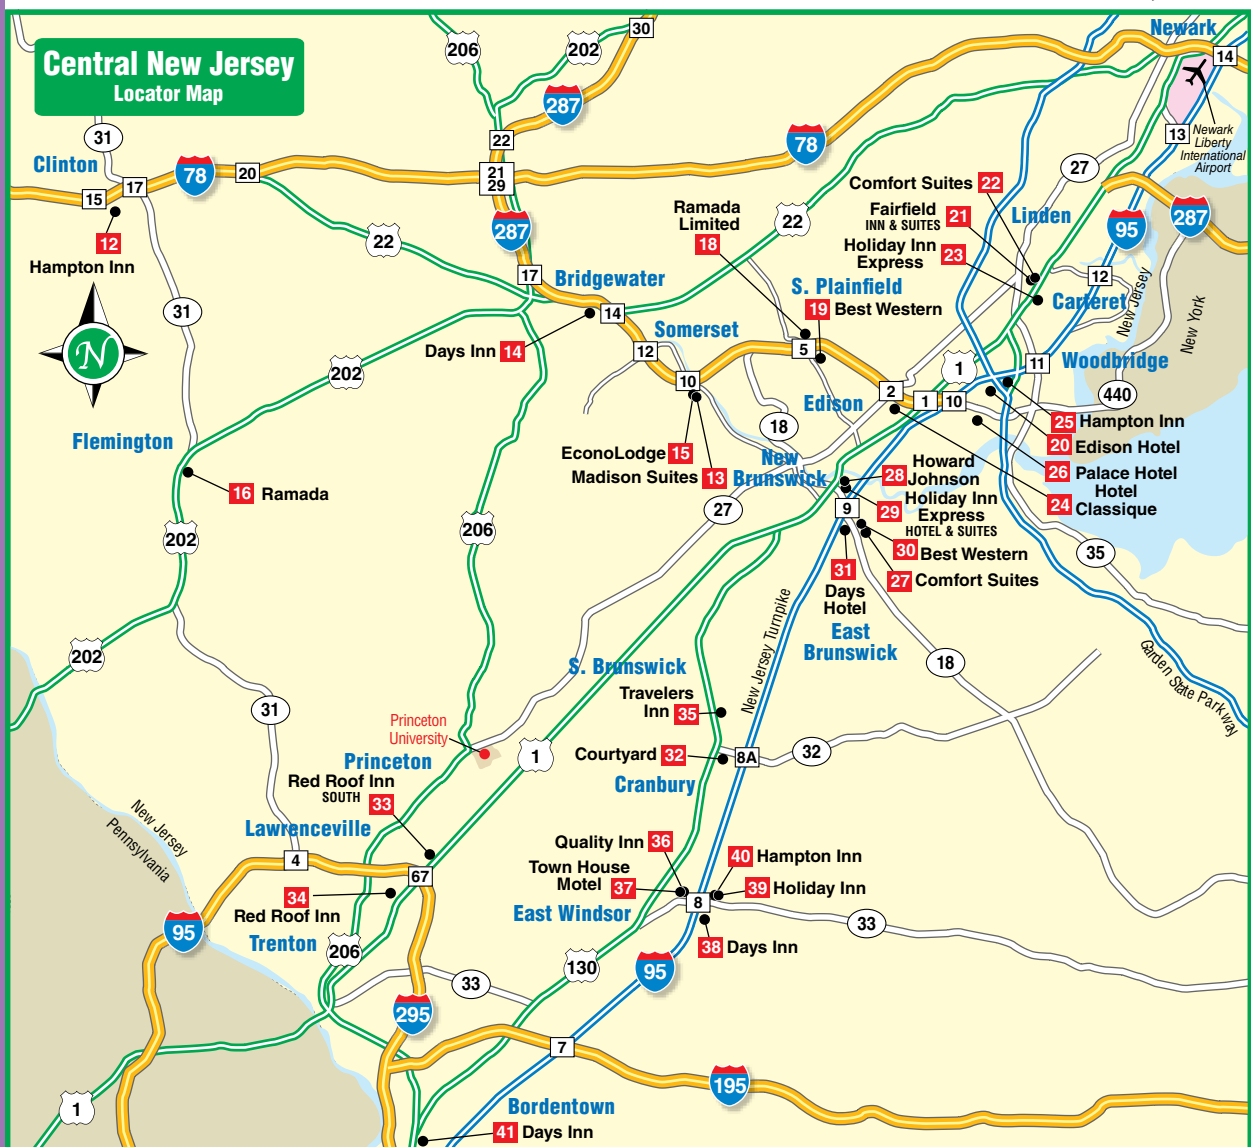 Central New Jersey
Locator Map
206
202
30
Newark
14
287
22
31
Clinton
78
20
21
29
78
13
Newark
Liberty
International
Airport
27
15
17
12
Hampton Inn
22
287
Ramada
Limited
18
22
Comfort Suites 22
Fairfield 21
INN & SUITES
Holiday Inn
Express 23
Linden
95
287
17
Bridgewater
S. Plainfield
19 Best Western
12
Carteret
New Jersey
New York
31
N
14
Somerset
Days Inn 14
12
5
1
11
Woodbridge
202
10
2
1
10
440
Edison
Flemington
18
25 Hampton Inn
20 Edison Hotel
EconoLodge 15
Madison Suites 13
New
Brunswick
28 Howard
Johnson
26 Palace Hotel
24 Hotel
Classique
16 Ramada
27
9
29 Holiday Inn
Express
HOTEL & SUITES
202
206
30 Best Western
35
31
Days
Hotel
27 Comfort Suites
New Jersey Turnpike
East
Brunswick
202
S. Brunswick
18
Garden State Parkway
31
Travelers
Inn 35
Princeton
University
Princeton
1
Courtyard 32
8A
32
Cranbury
Red Roof Inn
SOUTH
33
New Jersey
Pennsylvania
Lawrenceville
4
67
Quality Inn 36
40 Hampton Inn
Town House
Motel 37
39 Holiday Inn
34
Red Roof Inn
8
East Windsor
33
95
Trenton
206
38 Days Inn
130
95
33
295
7
195
1
Bordentown
41 Days Inn